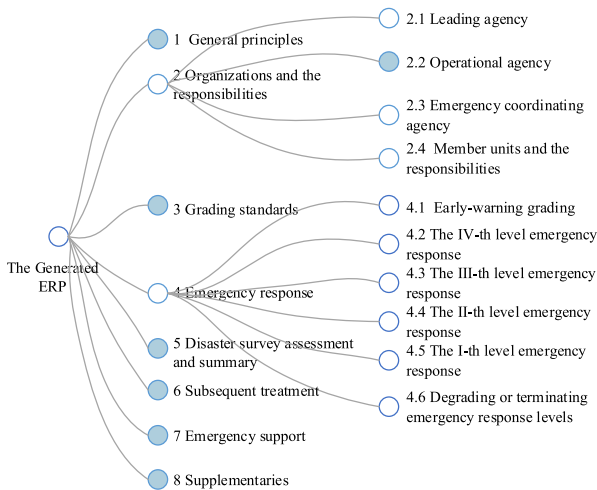 The Generated
ERP
1 General principles
2 Organizations and the
responsibilities
2.1 Leading agency
2.2 Operational agency
2.3 Emergency coordinating
agency
2.4 Member units and the
responsibilities
3 Grading standards
4 Emergency response
4.1 Early-warning grading
4.2 The IV-th level emergency
response
4.3 The III-th level emergency
response
4.4 The II-th level emergency
response
4.5 The I-th level emergency
response
4.6 Degrading or terminating
emergency response levels
5 Disaster survey assessment
and summary
6 Subsequent treatment
7 Emergency support
8 Supplementaries